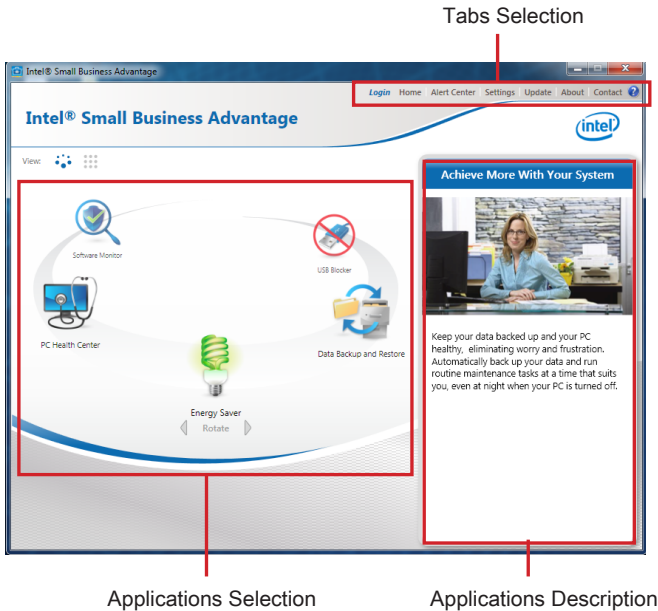 Tabs Selection
Intel® Small Business Advantage
Login Home Alert Center Settings Update About Contact ?
Intel® Small Business Advantage
intel
View:
Achieve More With Your System
Software Monitor
USB Blocker
PC Health Center
Data Backup and Restore
Energy Saver
Rotate
Keep your data backed up and your PC
healthy, eliminating worry and frustration.
Automatically back up your data and run
routine maintenance tasks at a time that suits
you, even at night when your PC is turned off.
Applications Selection
Applications Description